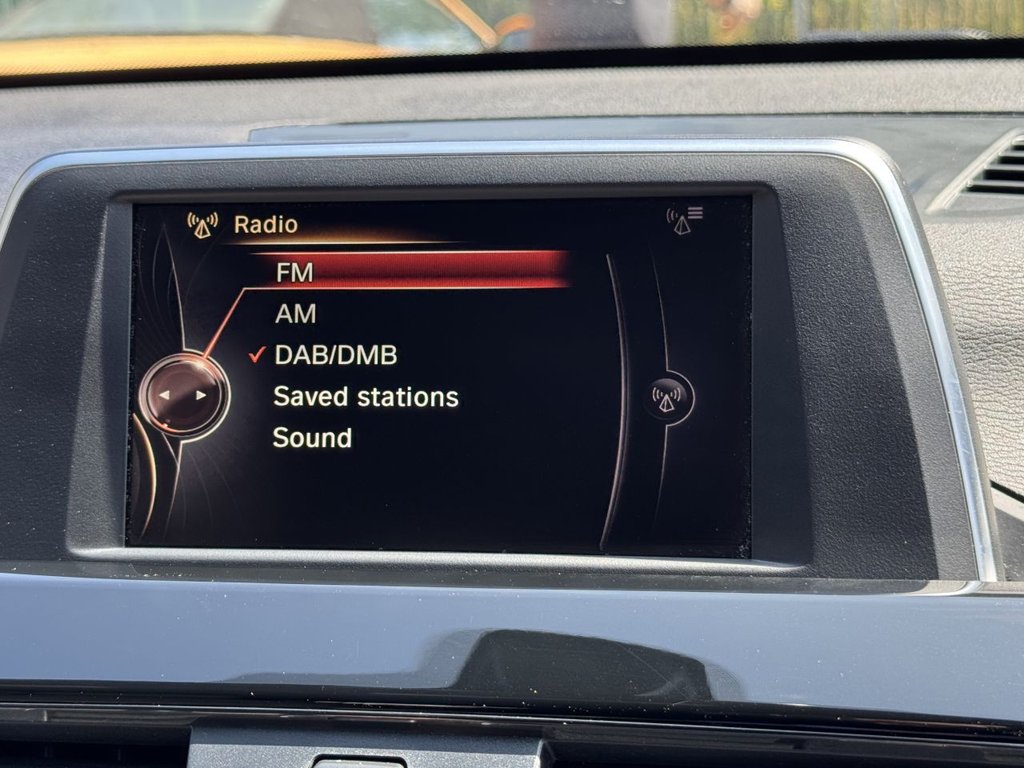 Radio
FM
AM
DAB/DMB
Saved stations
Sound